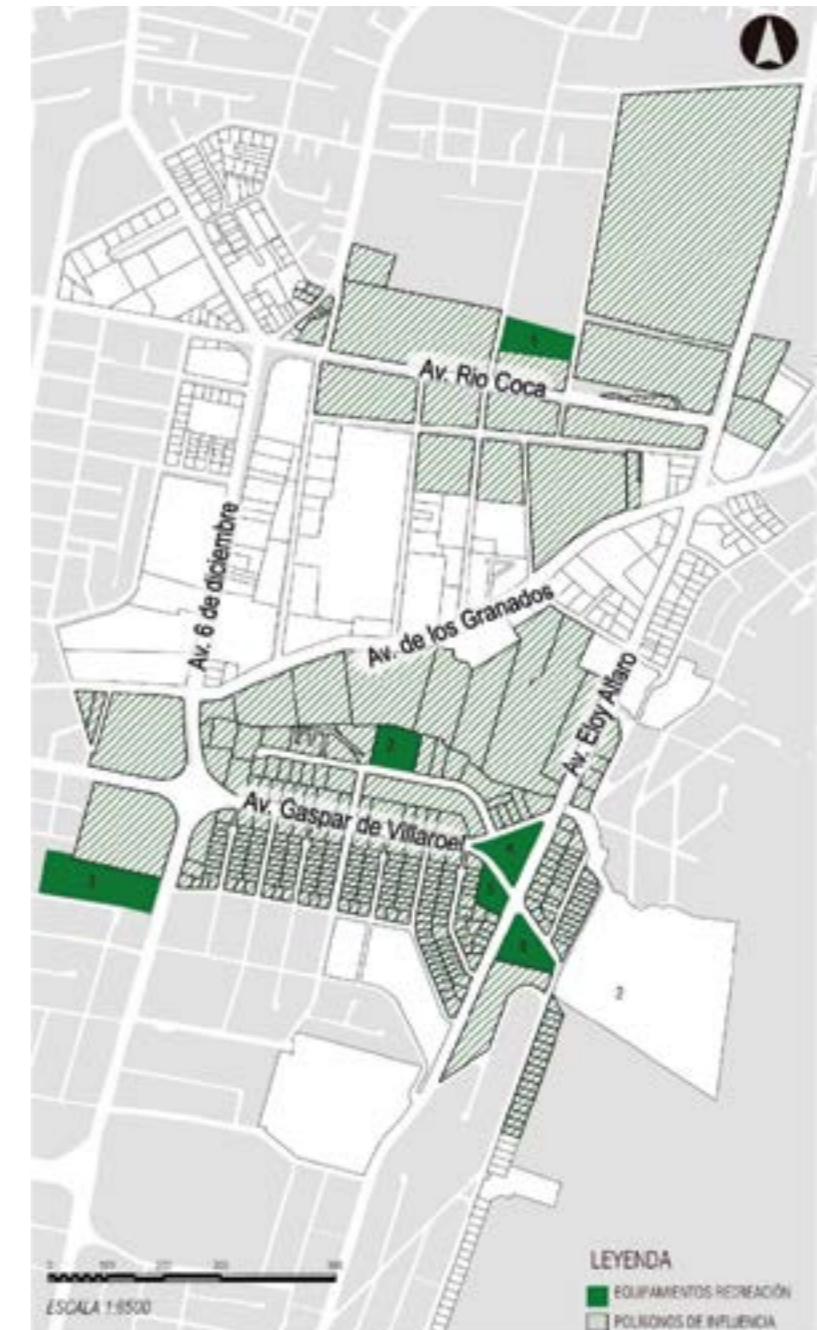 Av. Rio Coca
Av. 6 de diciembre
Av. de los Granados
Av. Eloy Alfaro
Av. Gaspar de Villaroel
2
LEYENDA
EQUIPAMIENTOS RECREACIÓN
POLÍGONOS DE INFLUENCIA
ESCALA 1:6500